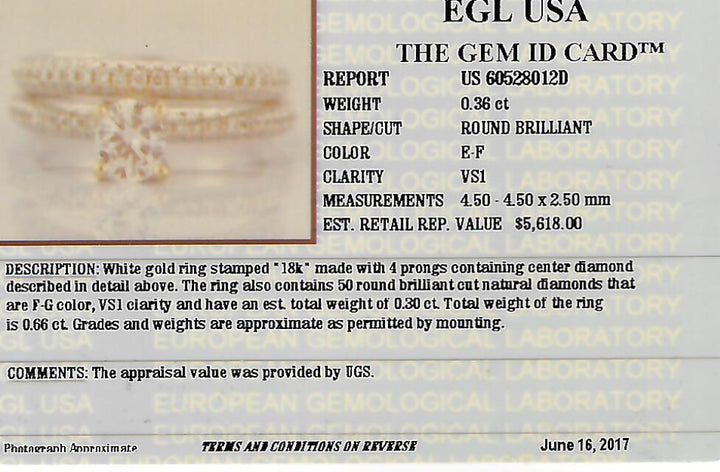 EGL USA
THE GEM ID CARD™
REPORT US 60528012D
WEIGHT 0.36 ct
SHAPE/CUT ROUND BRILLIANT
COLOR E-F
CLARITY VS1
MEASUREMENTS 4.50 - 4.50 x 2.50 mm
EST. RETAIL REP. VALUE $5,618.00
DESCRIPTION: White gold ring stamped "18k" made with 4 prongs containing center diamond
described in detail above. The ring also contains 50 round brilliant cut natural diamonds that
are F-G color, VS1 clarity and have an est. total weight of 0.30 ct. Total weight of the ring
is 0.66 ct. Grades and weights are approximate as permitted by mounting.
COMMENTS: The appraisal value was provided by UGS.
GL USA EUROPEAN GEMOLOGICAL LABORATORY
Photograph Approximate TERMS AND CONDITIONS ON REVERSE June 16, 2017